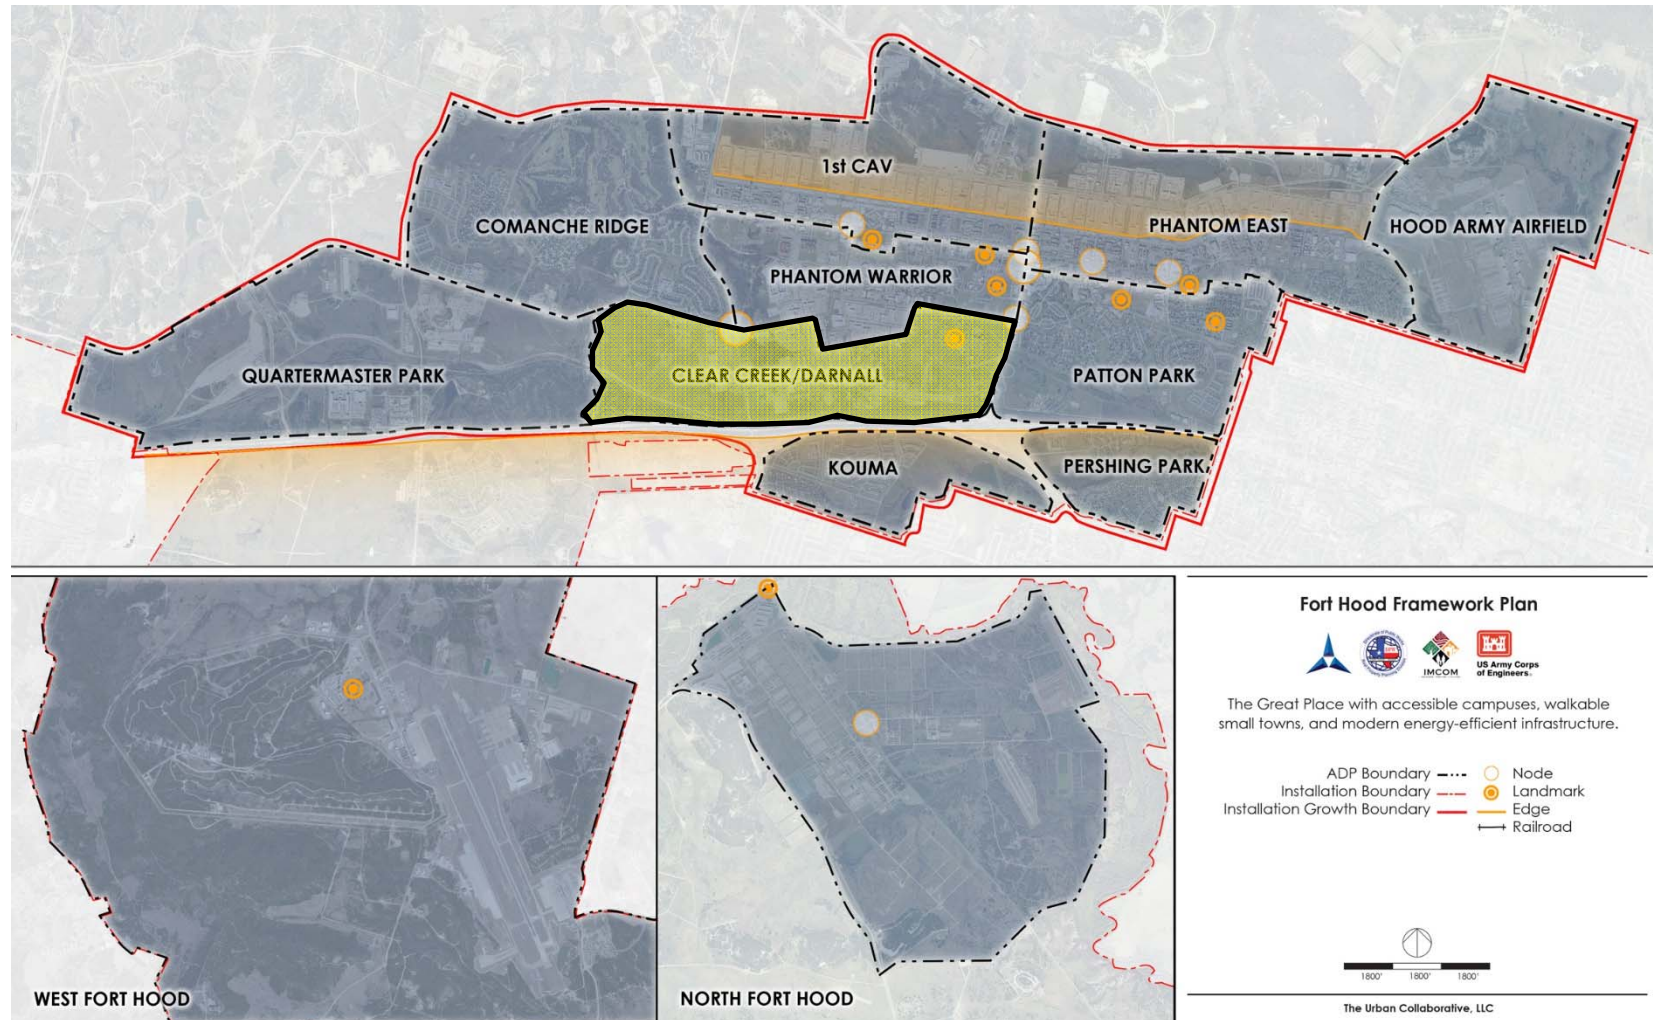 1st CAV
COMANCHE RIDGE
PHANTOM EAST
HOOD ARMY AIRFIELD
PHANTOM WARRIOR
QUARTERMASTER PARK
CLEAR CREEK/DARNALL
PATTON PARK
KOUMA
PERSHING PARK
WEST FORT HOOD
NORTH FORT HOOD
Fort Hood Framework Plan
IMCOM
US Army Corps
of Engineers
The Great Place with accessible campuses, walkable
small towns, and modern energy-efficient infrastructure.
ADP Boundary
Installation Boundary
Installation Growth Boundary
Node
Landmark
Edge
Railroad
1800' 1800' 1800'
The Urban Collaborative, LLC